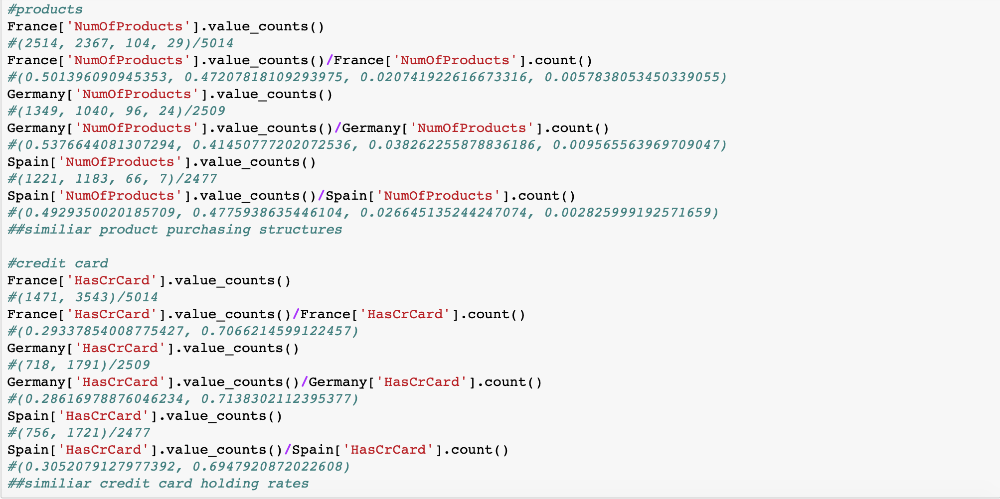 #products
France['NumOfProducts'].value_counts()
#(2514, 2367, 104, 29)/5014
France['NumOfProducts'].value_counts()/France['NumOfProducts'].count()
#(0.501396090945353, 0.47207818109293975, 0.020741922616673316, 0.0057838053450339055)
Germany['NumOfProducts'].value_counts()
#(1349, 1040, 96, 24)/2509
Germany['NumOfProducts'].value_counts()/Germany['NumOfProducts'].count()
#(0.5376644081307294, 0.41450777202072536, 0.038262255878836186, 0.009565563969709047)
Spain['NumOfProducts'].value_counts()
#(1221, 1183, 66, 7)/2477
Spain['NumOfProducts'].value_counts()/Spain['NumOfProducts'].count()
#(0.4929350020185709, 0.4775938635446104, 0.026645135244247074, 0.002825999192571659)
##similiar product purchasing structures

#credit card
France['HasCrCard'].value_counts()
#(1471, 3543)/5014
France['HasCrCard'].value_counts()/France['HasCrCard'].count()
#(0.29337854008775427, 0.7066214599122457)
Germany['HasCrCard'].value_counts()
#(718, 1791)/2509
Germany['HasCrCard'].value_counts()/Germany['HasCrCard'].count()
#(0.28616978876046234, 0.7138302112395377)
Spain['HasCrCard'].value_counts()
#(756, 1721)/2477
Spain['HasCrCard'].value_counts()/Spain['HasCrCard'].count()
#(0.3052079127977392, 0.6947920872022608)
##similiar credit card holding rates